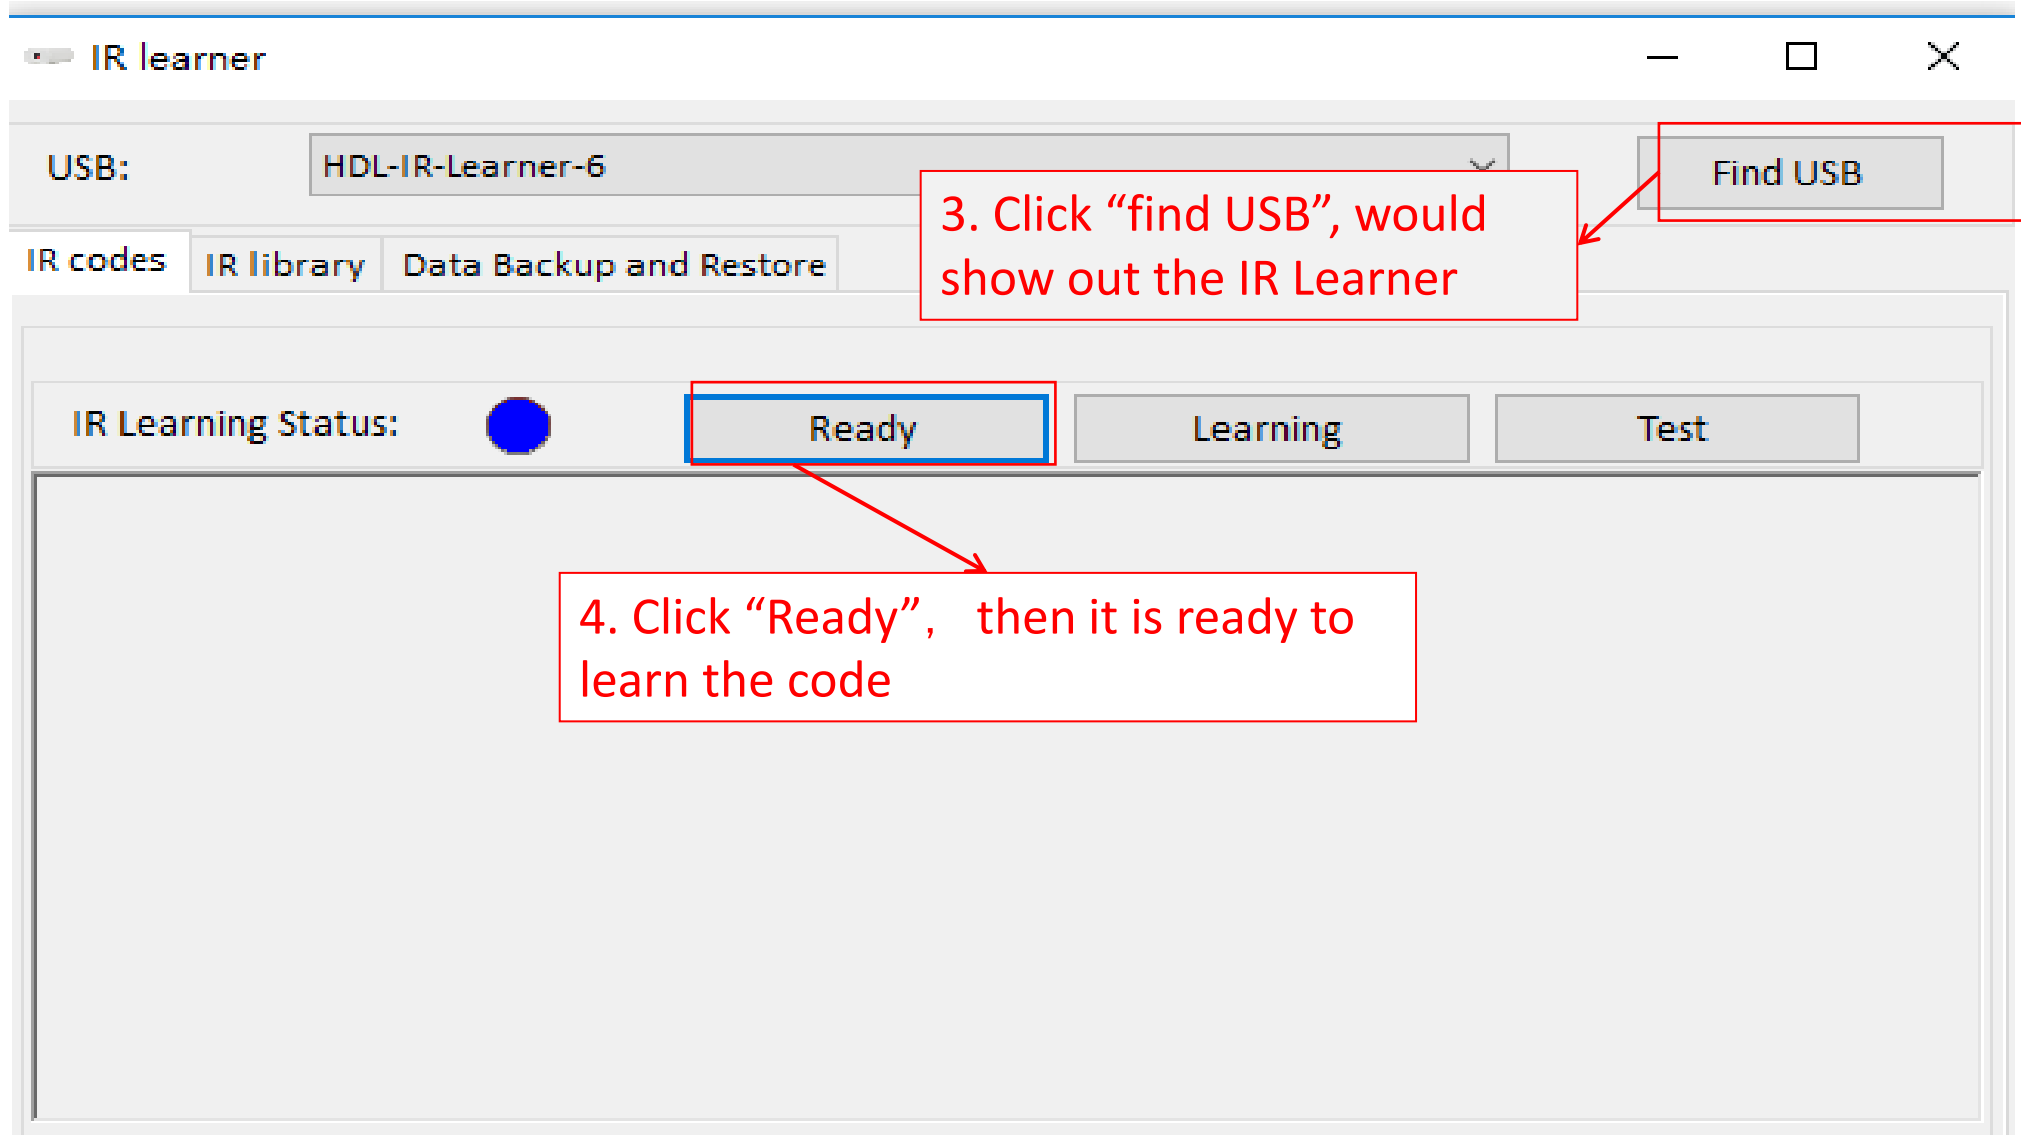 IR learner
USB:
HDL-IR-Learner-6
Find USB
3. Click “find USB”, would
show out the IR Learner
IR codes
IR library
Data Backup and Restore
IR Learning Status:
Ready
Learning
Test
4. Click “Ready”,   then it is ready to
learn the code